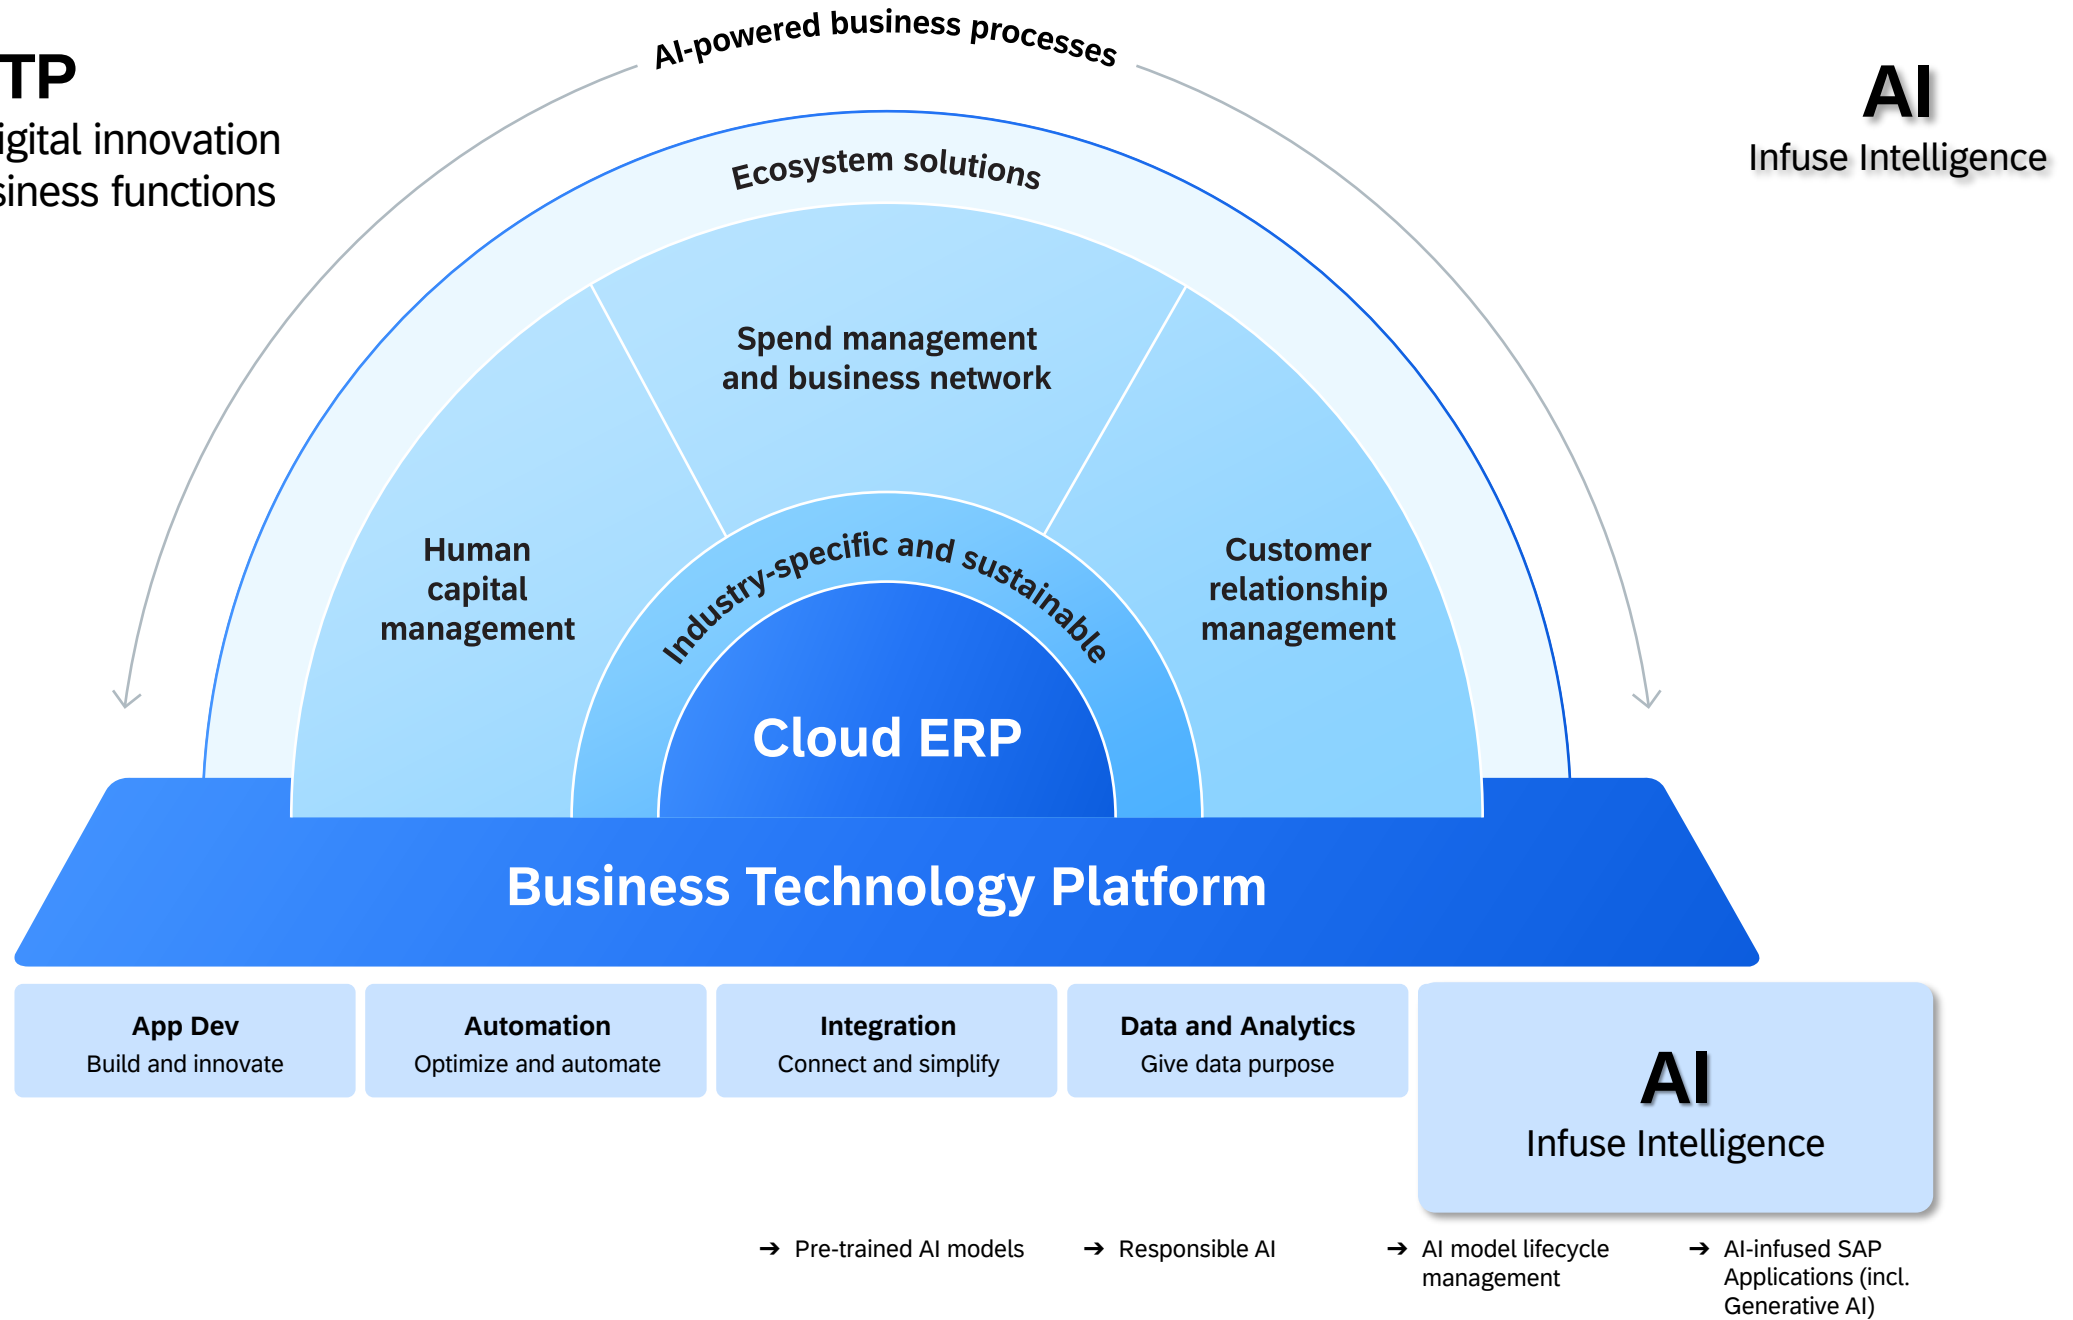 AI-powered business processes
TP
igital innovation
siness functions
AI
Infuse Intelligence
Ecosystem solutions
Spend management
and business network
Human
capital
management
Industry-specific and sustainable
Customer
relationship
management
Cloud ERP
Business Technology Platform
App Dev
Build and innovate
Automation
Optimize and automate
Integration
Connect and simplify
Data and Analytics
Give data purpose
AI
Infuse Intelligence
➔ Pre-trained AI models
➔ Responsible AI
➔ AI model lifecycle
management
➔ AI-infused SAP
Applications (incl.
Generative AI)